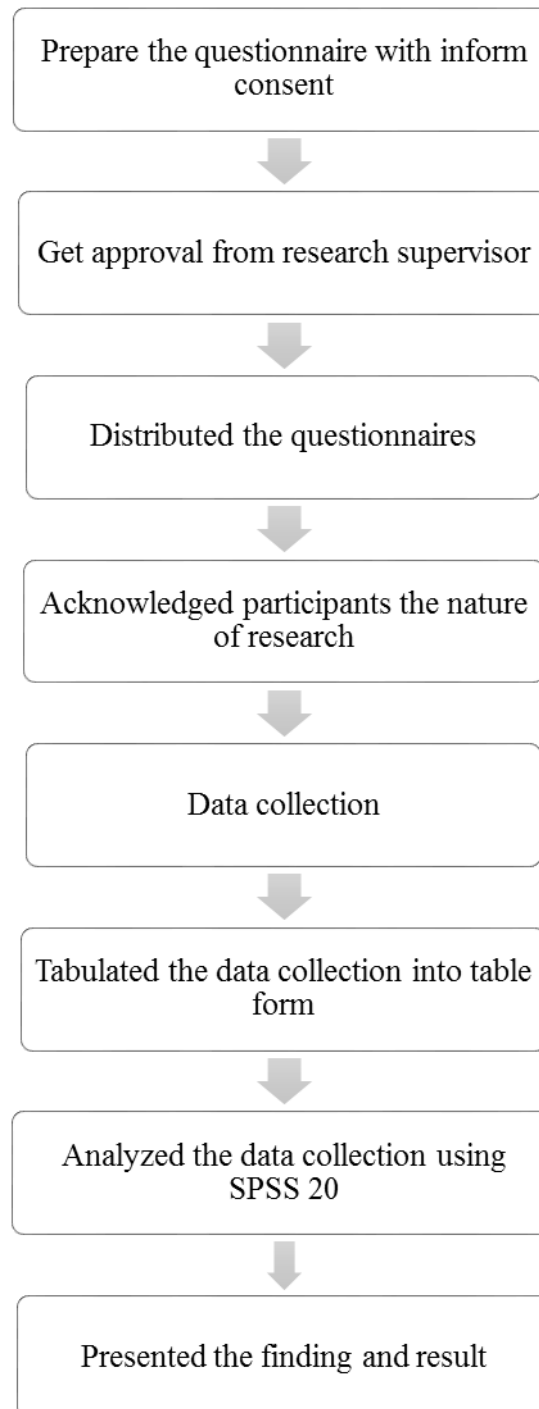 Prepare the questionnaire with inform
consent
Get approval from research supervisor
Distributed the questionnaires
Acknowledged participants the nature
of research
Data collection
Tabulated the data collection into table
form
Analyzed the data collection using
SPSS 20
Presented the finding and result